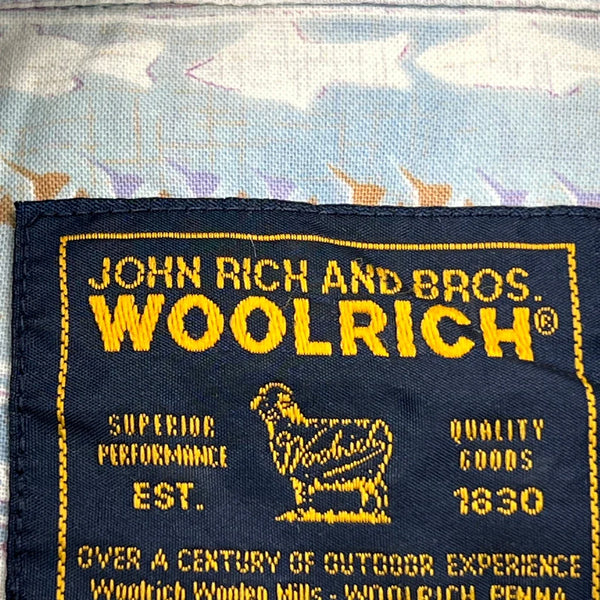 JOHN RICH AND BROS.
WOOLRICH®
SUPERIOR
PERFORMANCE
EST.
Woolrich
QUALITY
GOODS
1830
OVER A CENTURY OF OUTDOOR EXPERIENCE
Woolrich Woolen Mills - WOOLRICH, PENNA